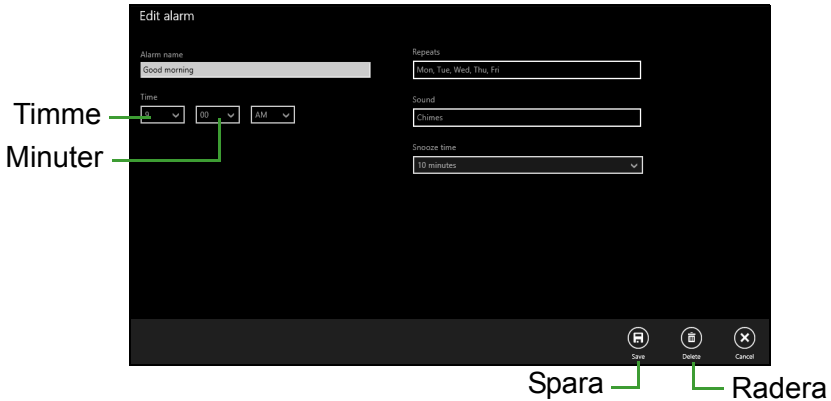 Edit alarm
Alarm name
Good morning
Time
9 00 AM
Repeats
Mon, Tue, Wed, Thu, Fri
Sound
Chimes
Snooze time
10 minutes
Timme
Minuter
Save Delete Cancel
Spara
Radera